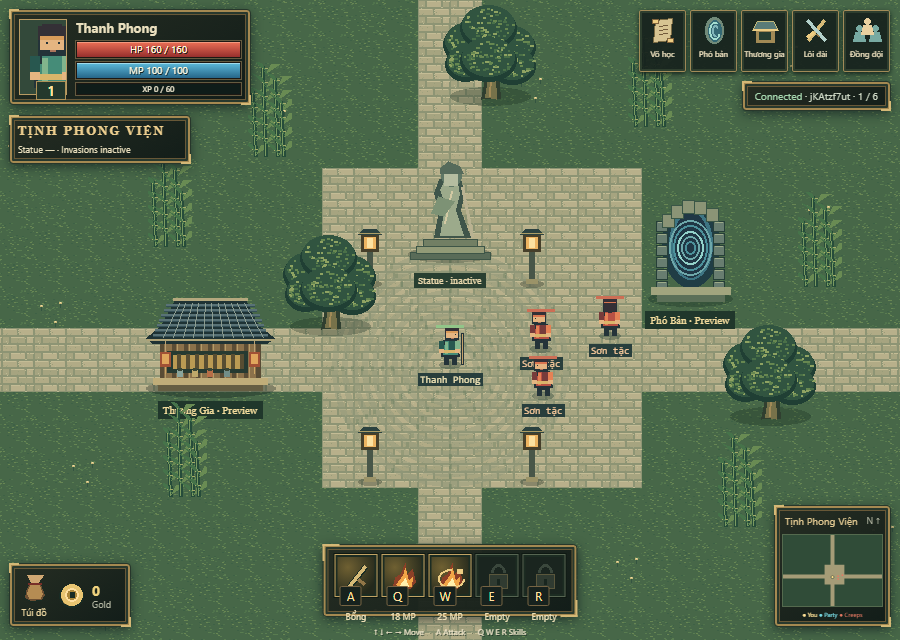 Thanh Phong
HP 160 / 160
MP 100 / 100
XP 0 / 60
1
TỊNH PHONG VIỆN
Statue — · Invasions inactive
Võ học
Phó bản
Thương gia
Lôi đài
Đồng đội
Connected · jKAtzf7ut · 1 / 6
Statue · inactive
Phó Bản · Preview
Sơn tặc
Sơn tặc
Thanh Phong
Sơn tặc
Thương Gia · Preview
Túi đồ
0
Gold
A
Q
W
E
R
Bổng
18 MP
25 MP
Empty
Empty
↑↓←→ Move · A Attack · Q W E R Skills
Tịnh Phong Viện
N ↑
● You ● Party ● Creeps